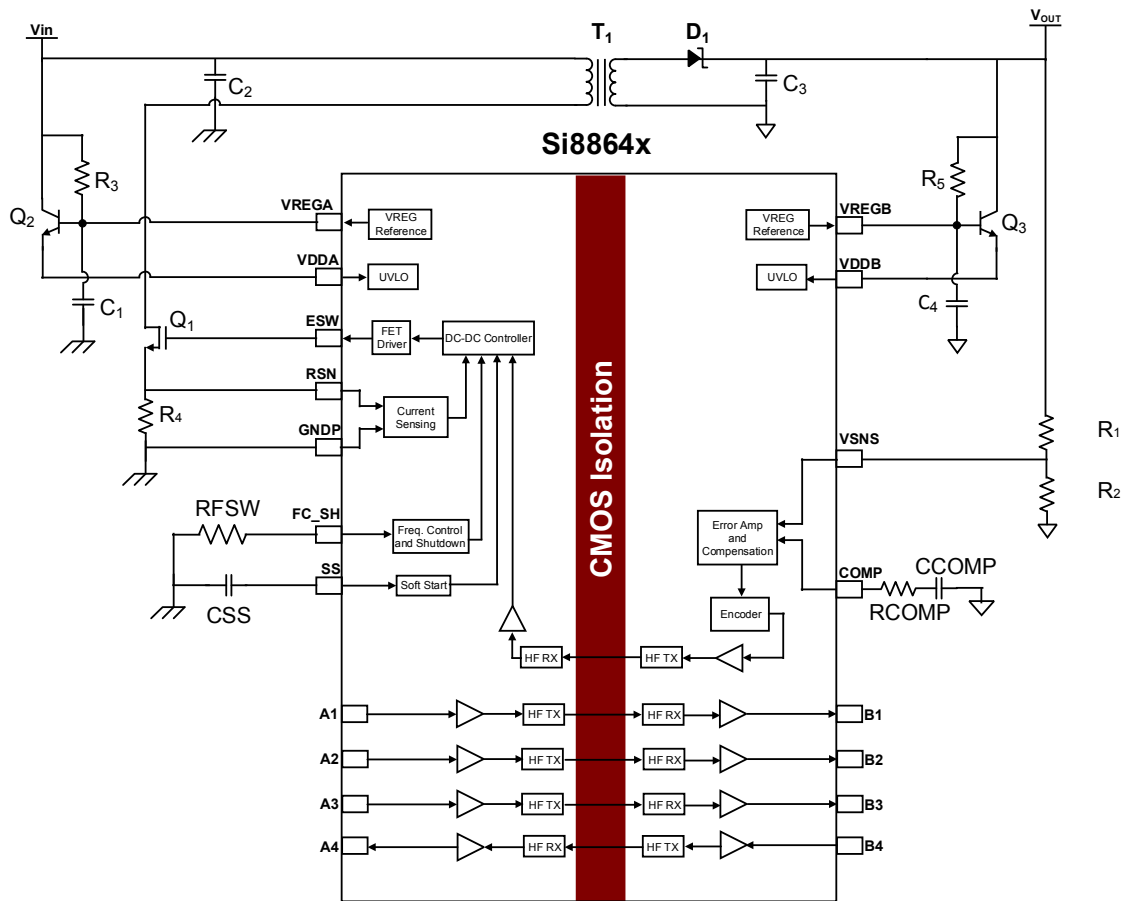 Vin
VOUT
T1
D1
C2
C3
Si8864x
R3
R5
Q2
VREGA
VREG
Reference
VREG
Reference
VREGB
Q3
VDDA
UVLO
UVLO
VDDB
C1
C4
Q1
ESW
FET
Driver
DC-DC Controller
RSN
R4
Current
Sensing
GNDP
CMOS Isolation
VSNS
R1
R2
RFSW
FC_SH
Freq. Control
and Shutdown
Error Amp
and
Compensation
SS
Soft Start
CSS
COMP
CCOMP
RCOMP
Encoder
HF RX
HF TX
A1
HF TX
HF RX
B1
A2
HF TX
HF RX
B2
A3
HF TX
HF RX
B3
A4
HF RX
HF TX
B4